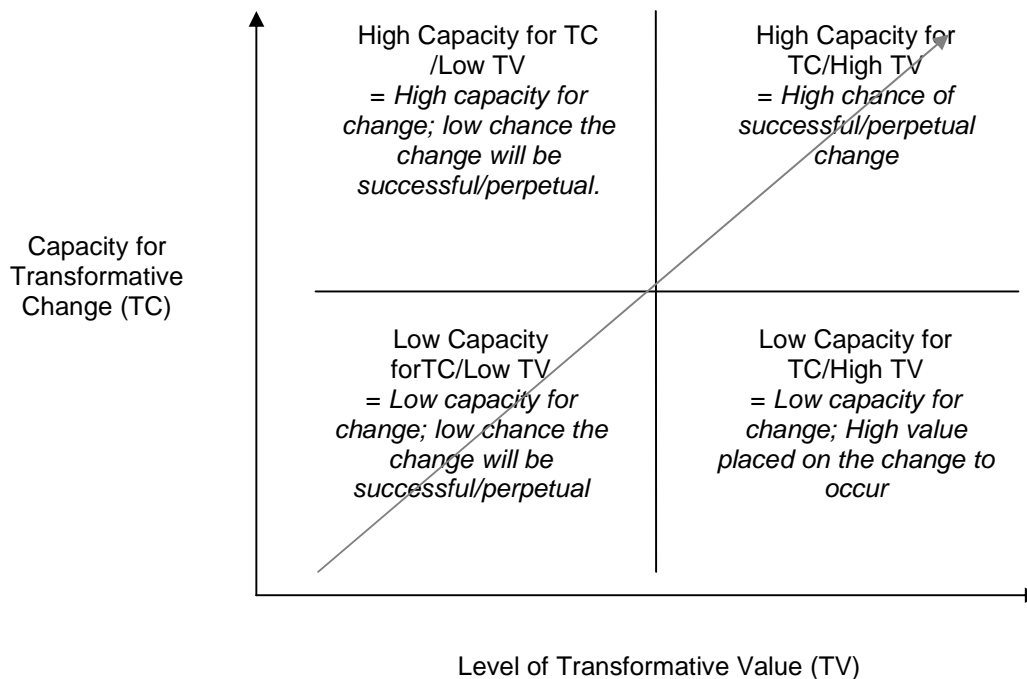 High Capacity for TC
/Low TV
= High capacity for
change; low chance the
change will be
successful/perpetual.
High Capacity for
TC/High TV
= High chance of
successful/perpetual
change
Capacity for
Transformative
Change (TC)
Low Capacity
forTC/Low TV
= Low capacity for
change; low chance the
change will be
successful/perpetual
Low Capacity for
TC/High TV
= Low capacity for
change; High value
placed on the change to
occur
Level of Transformative Value (TV)